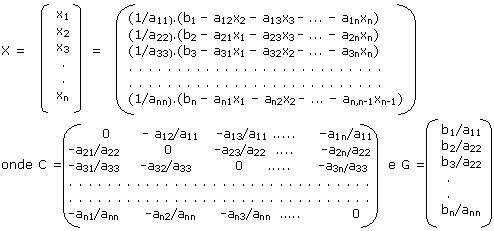 X = x1 x2 x3 . . xn = (1/a11).(b1 – a12x2 – a13x3 – ... – a1nxn)
(1/a22).(b2 – a21x1 – a23x3 – ... – a2nxn)
(1/a33).(b3 – a31x1 – a32x2 – ... – a3nxn)
. . . . . . . . . . . . . . . . . . . . . . . . . . . . . .
(1/ann).(bn – an1x1 – an2x2 – ... – an,n-1xn-1)
0 – a12/a11 -a13/a11 ..... -a1n/a11 b1/a11
-a21/a22 0 -a23/a22 .... -a2n/a22 b2/a22
onde C = -a31/a33 -a32/a33 0 ..... -a3n/a33 e G = b3/a22
. . . . . . . . . . . . . . . . . . . . . . . . . . . . . . . . . . .
. . . . . . . . . . . . . . . . . . . . . . . . . . . . . . . . . . .
-an1/ann -an2/ann -an3/ann ..... 0 bn/ann